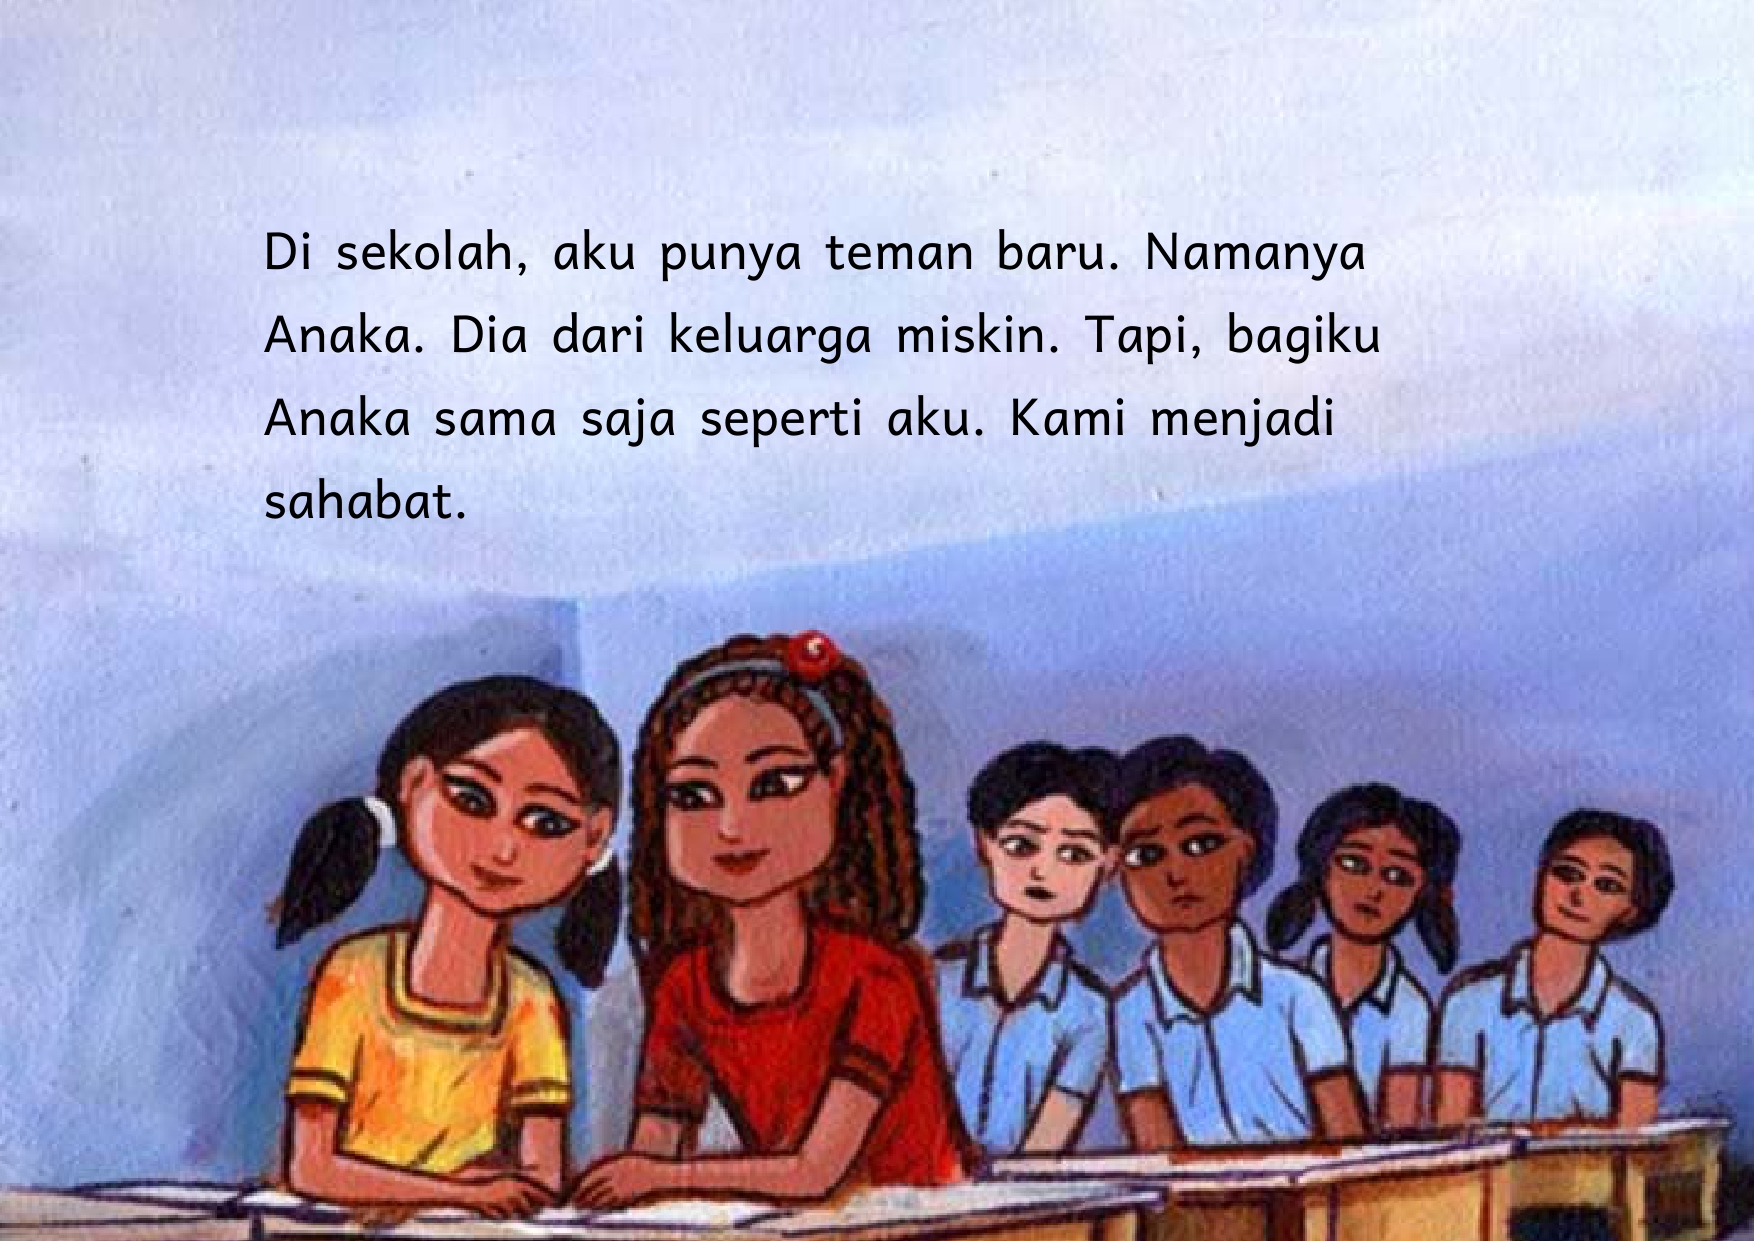 Di sekolah, aku punya teman baru. Namanya
Anaka. Dia dari keluarga miskin. Tapi, bagiku
Anaka sama saja seperti aku. Kami menjadi
sahabat.